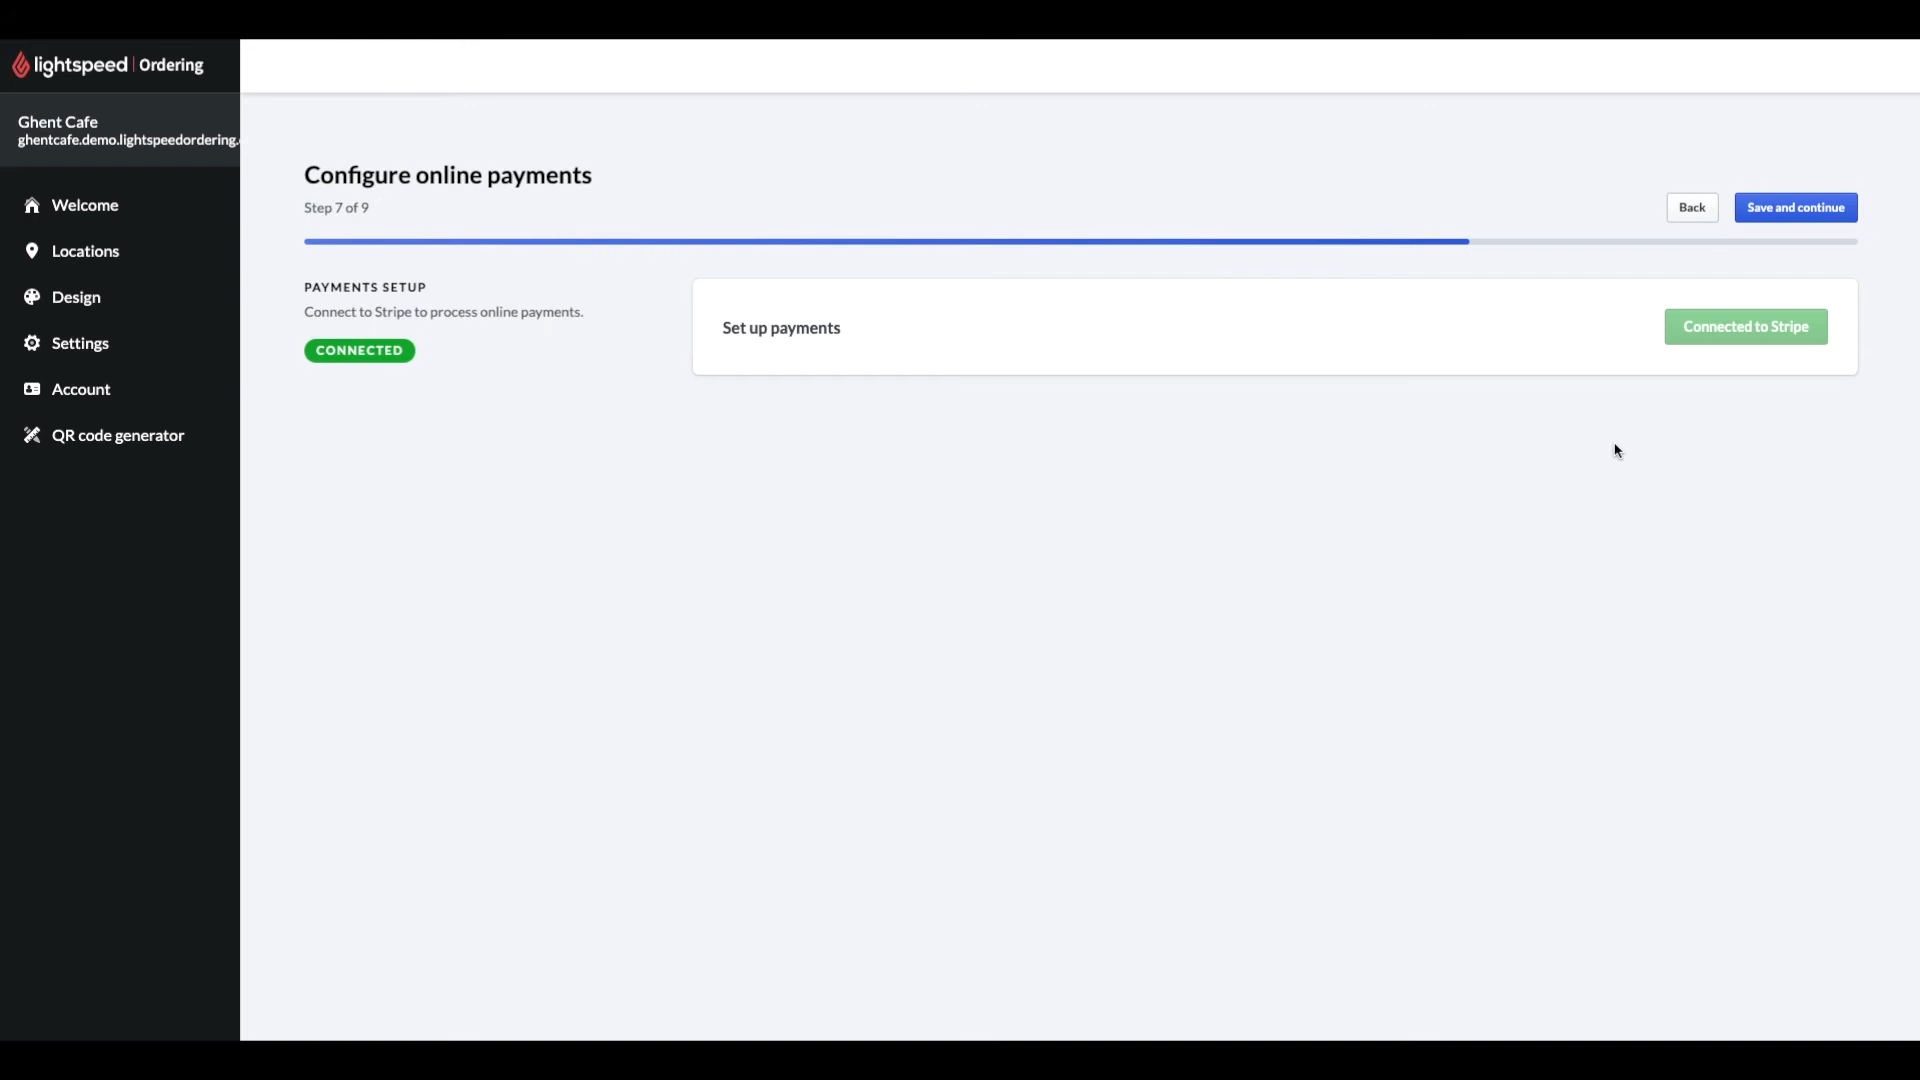 lightspeed | Ordering
Ghent Cafe
ghentcafe.demo.lightspeedordering.
Welcome
Locations
Design
Settings
Account
QR code generator
Configure online payments
Step 7 of 9
Back
Save and continue
PAYMENTS SETUP
Connect to Stripe to process online payments.
CONNECTED
Set up payments
Connected to Stripe